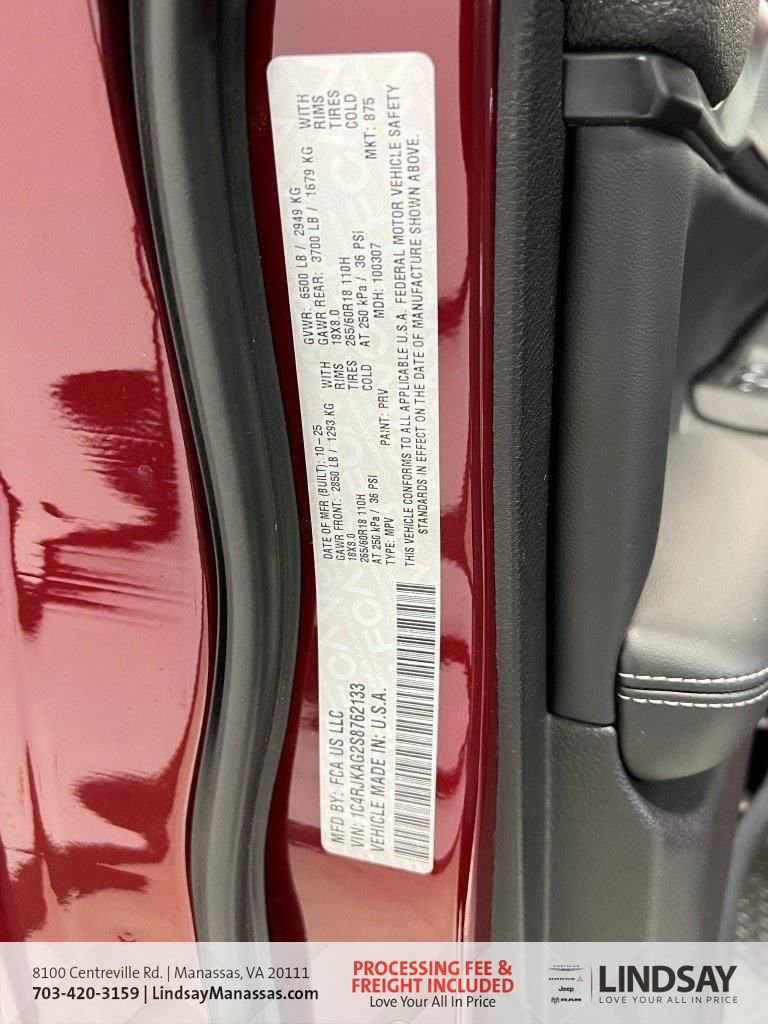 MFD BY: FCA US LLC
VIN: 1C4RJKAG2S8762133
VEHICLE MADE IN: U.S.A.
DATE OF MFR (BUILT): 10-25
GAWR FRONT: 2850 LB / 1293 KG WITH
18X8.0 RIMS
265/60R18 110H TIRES
AT 250 kPa / 36 PSI COLD
TYPE: MPV PAINT: PRV
GVWR: 6500 LB / 2949 KG
GAWR REAR: 3700 LB / 1679 KG WITH
18X8.0 RIMS
265/60R18 110H TIRES
AT 250 kPa / 36 PSI COLD
MDH: 100307 MKT: 875
THIS VEHICLE CONFORMS TO ALL APPLICABLE U.S.A. FEDERAL MOTOR VEHICLE SAFETY
STANDARDS IN EFFECT ON THE DATE OF MANUFACTURE SHOWN ABOVE.
8100 Centreville Rd. | Manassas, VA 20111
703-420-3159 | LindsayManassas.com
PROCESSING FEE &
FREIGHT INCLUDED
Love Your All In Price
CHRYSLER
DODGE
Jeep
RAM
LINDSAY
LOVE YOUR ALL IN PRICE